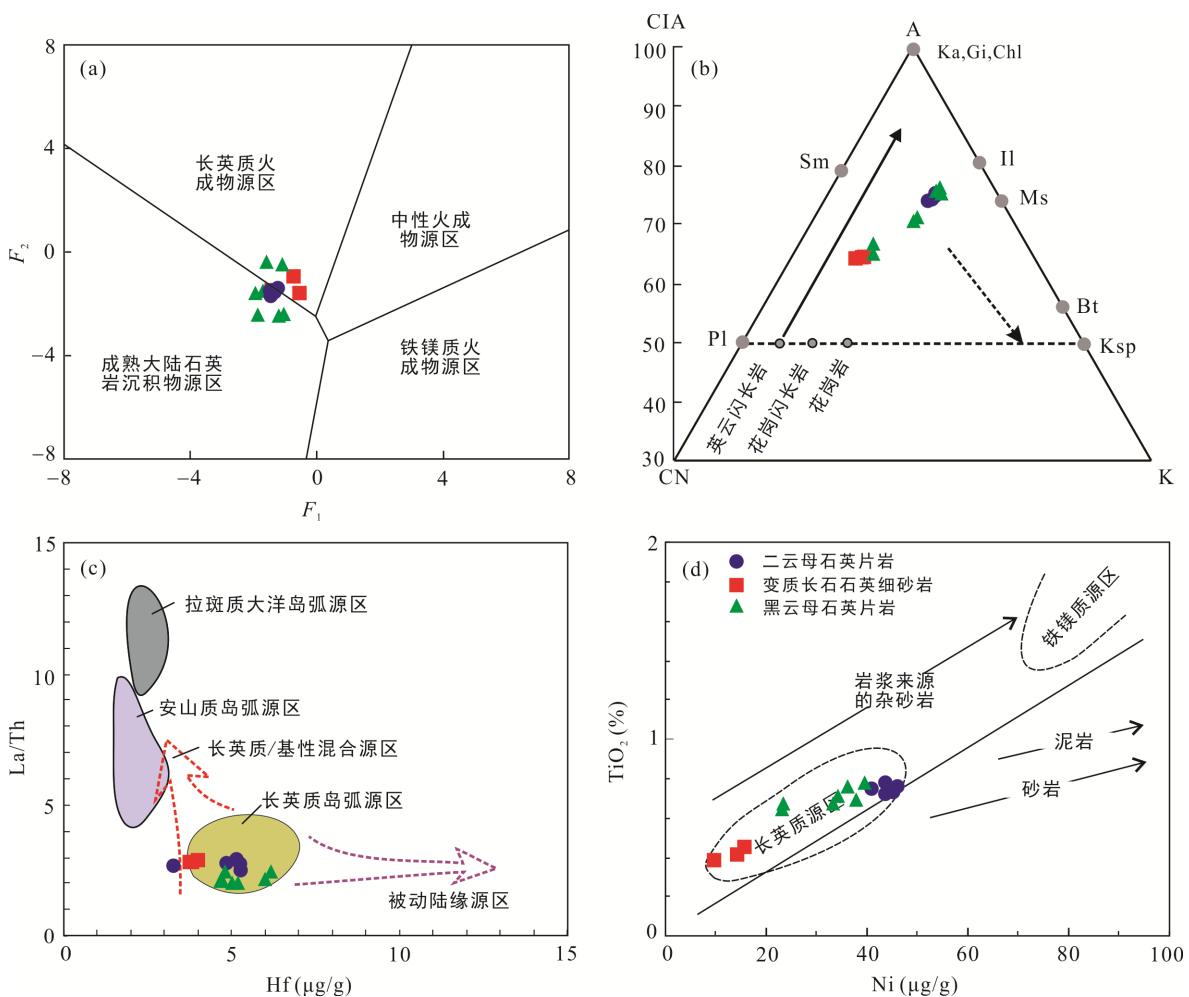 (a)
8
4
0
−4
−8
F₂
−8
−4
0
4
8
F₁
长英质火
成物源区
中性火成
物源区
铁镁质火
成物源区
成熟大陆石英
岩沉积物源区
(b)
CIA
100
90
80
70
60
50
40
30
A
Ka,Gi,Chl
Sm
Il
Ms
Bt
Pl
Ksp
英云闪长岩
花岗闪长岩
花岗岩
CN
K
(c)
15
10
5
0
La/Th
拉斑质大洋岛弧源区
安山质岛弧源区
长英质/基性混合源区
长英质岛弧源区
被动陆缘源区
0
5
10
15
Hf (μg/g)
(d)
2
1
0
TiO₂ (%)
二云母石英片岩
变质长石石英细砂岩
黑云母石英片岩
铁镁质源区
岩浆来源
的杂砂岩
泥岩
砂岩
长英质源区
0
20
40
60
80
100
Ni (μg/g)